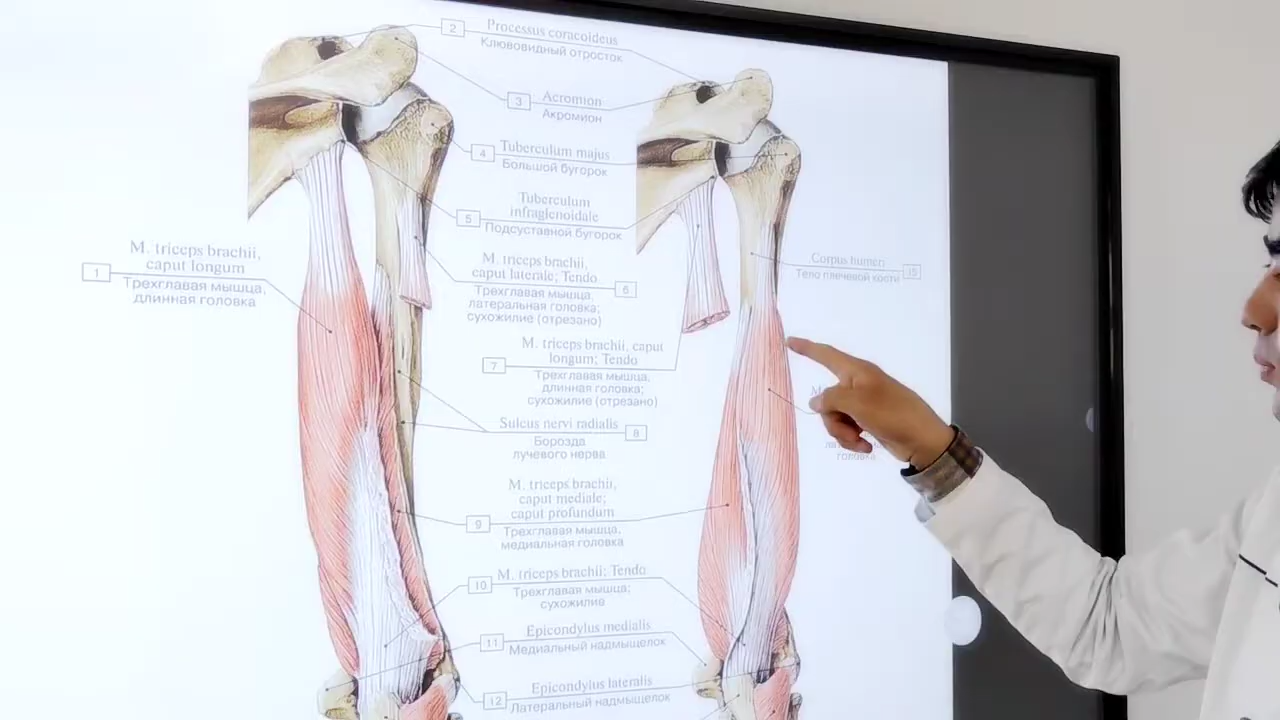 2
Processus coracoideus
Клювовидный отросток
3
Acromion
Акромион
4
Tuberculum majus
Большой бугорок
5
Tuberculum
infraglenoidale
Подсуставной бугорок
M. triceps brachii,
caput longum
1
Трехглавая мышца,
длинная головка
M. triceps brachii,
caput laterale; Tendo
6
Трехглавая мышца,
латеральная головка;
сухожилие (отрезано)
Corpus humeri
15
Тело плечевой кости
M. triceps brachii, caput
longum; Tendo
7
Трехглавая мышца,
длинная головка;
сухожилие (отрезано)
Sulcus nervi radialis
8
Борозда
лучевого нерва
M
головка
M. triceps brachii,
caput mediale;
caput profundum
9
Трехглавая мышца,
медиальная головка
10
M. triceps brachii; Tendo
Трехглавая мышца;
сухожилие
11
Epicondylus medialis
Медиальный надмыщелок
12
Epicondylus lateralis
Латеральный надмыщелок